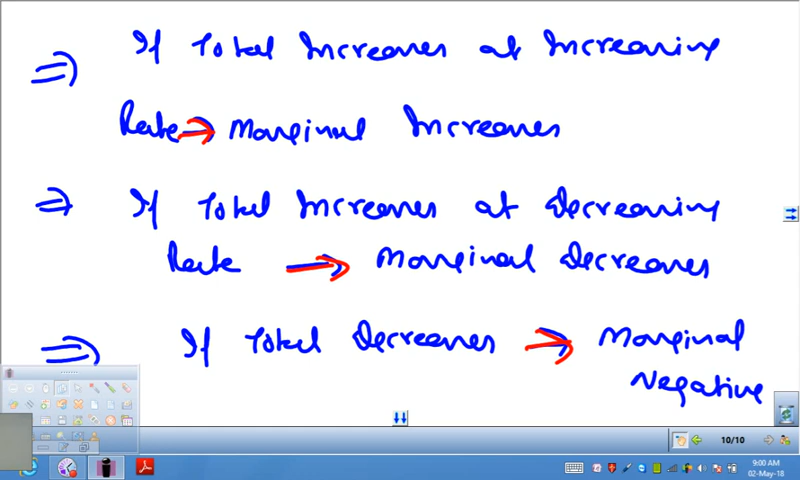 ⇒ If Total Increases at Increasing
Rate → Marginal Increases
⇒ If Total Increases at Decreasing
Rate → Marginal Decreases
⇒ If Total Decreases → Marginal
Negative
10/10
9:00 AM
02-May-18